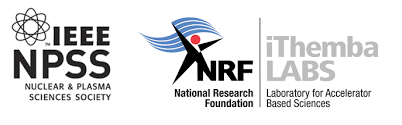 IEEE
NPSS
NUCLEAR & PLASMA
SCIENCES SOCIETY
NRF
National Research
Foundation
iThemba
LABS
Laboratory for Accelerator
Based Sciences